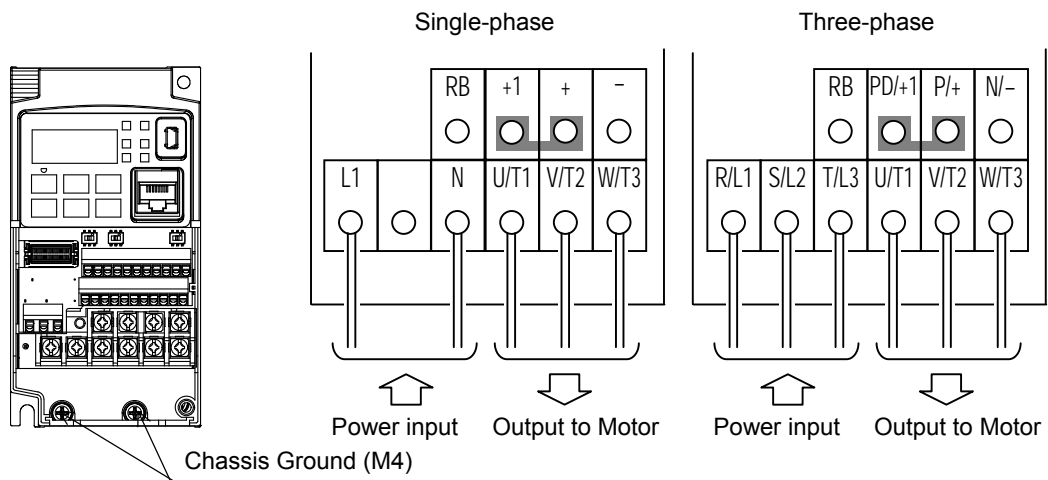 Single-phase
Three-phase
RB +1 + −
L1 N U/T1 V/T2 W/T3
Power input
Output to Motor
RB PD/+1 P/+ N/−
R/L1 S/L2 T/L3 U/T1 V/T2 W/T3
Power input
Output to Motor
Chassis Ground (M4)